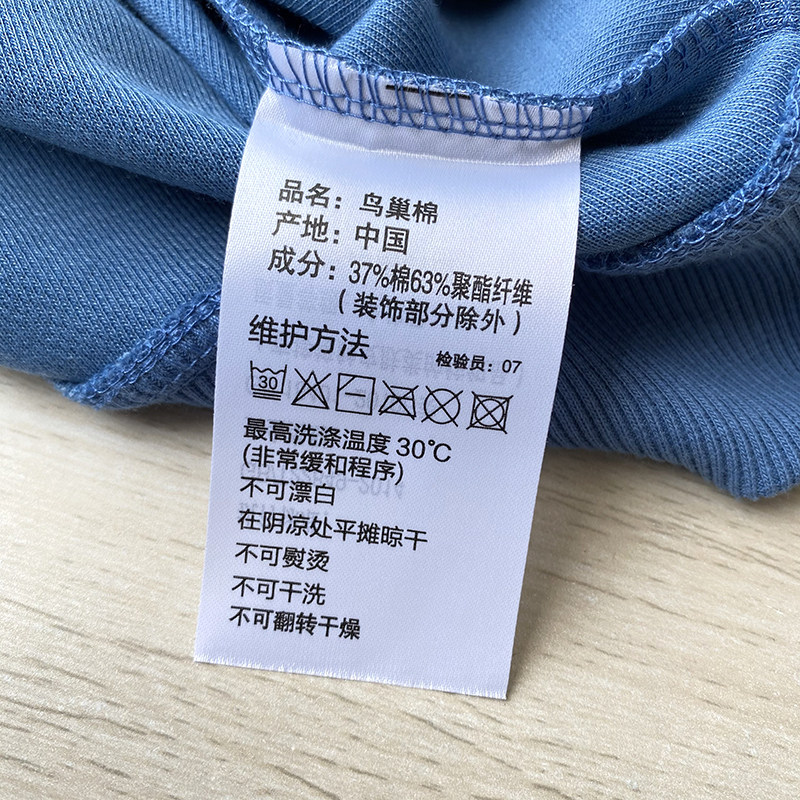 品名：鸟巢棉
产地：中国
成分：37%棉63%聚酯纤维
（装饰部分除外）
维护方法 检验员：07
30
最高洗涤温度30℃
(非常缓和程序)
不可漂白
在阴凉处平摊晾干
不可熨烫
不可干洗
不可翻转干燥